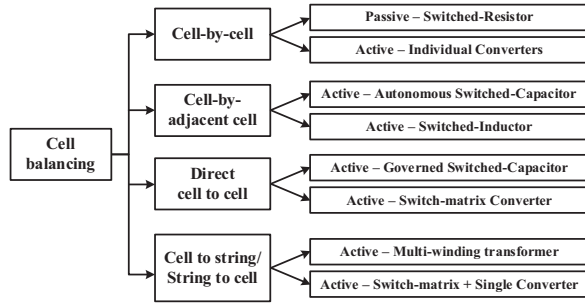 Cell
balancing
Cell-by-cell
Passive – Switched-Resistor
Active – Individual Converters
Cell-by-
adjacent cell
Active – Autonomous Switched-Capacitor
Active – Switched-Inductor
Direct
cell to cell
Active – Governed Switched-Capacitor
Active – Switch-matrix Converter
Cell to string/
String to cell
Active – Multi-winding transformer
Active – Switch-matrix + Single Converter